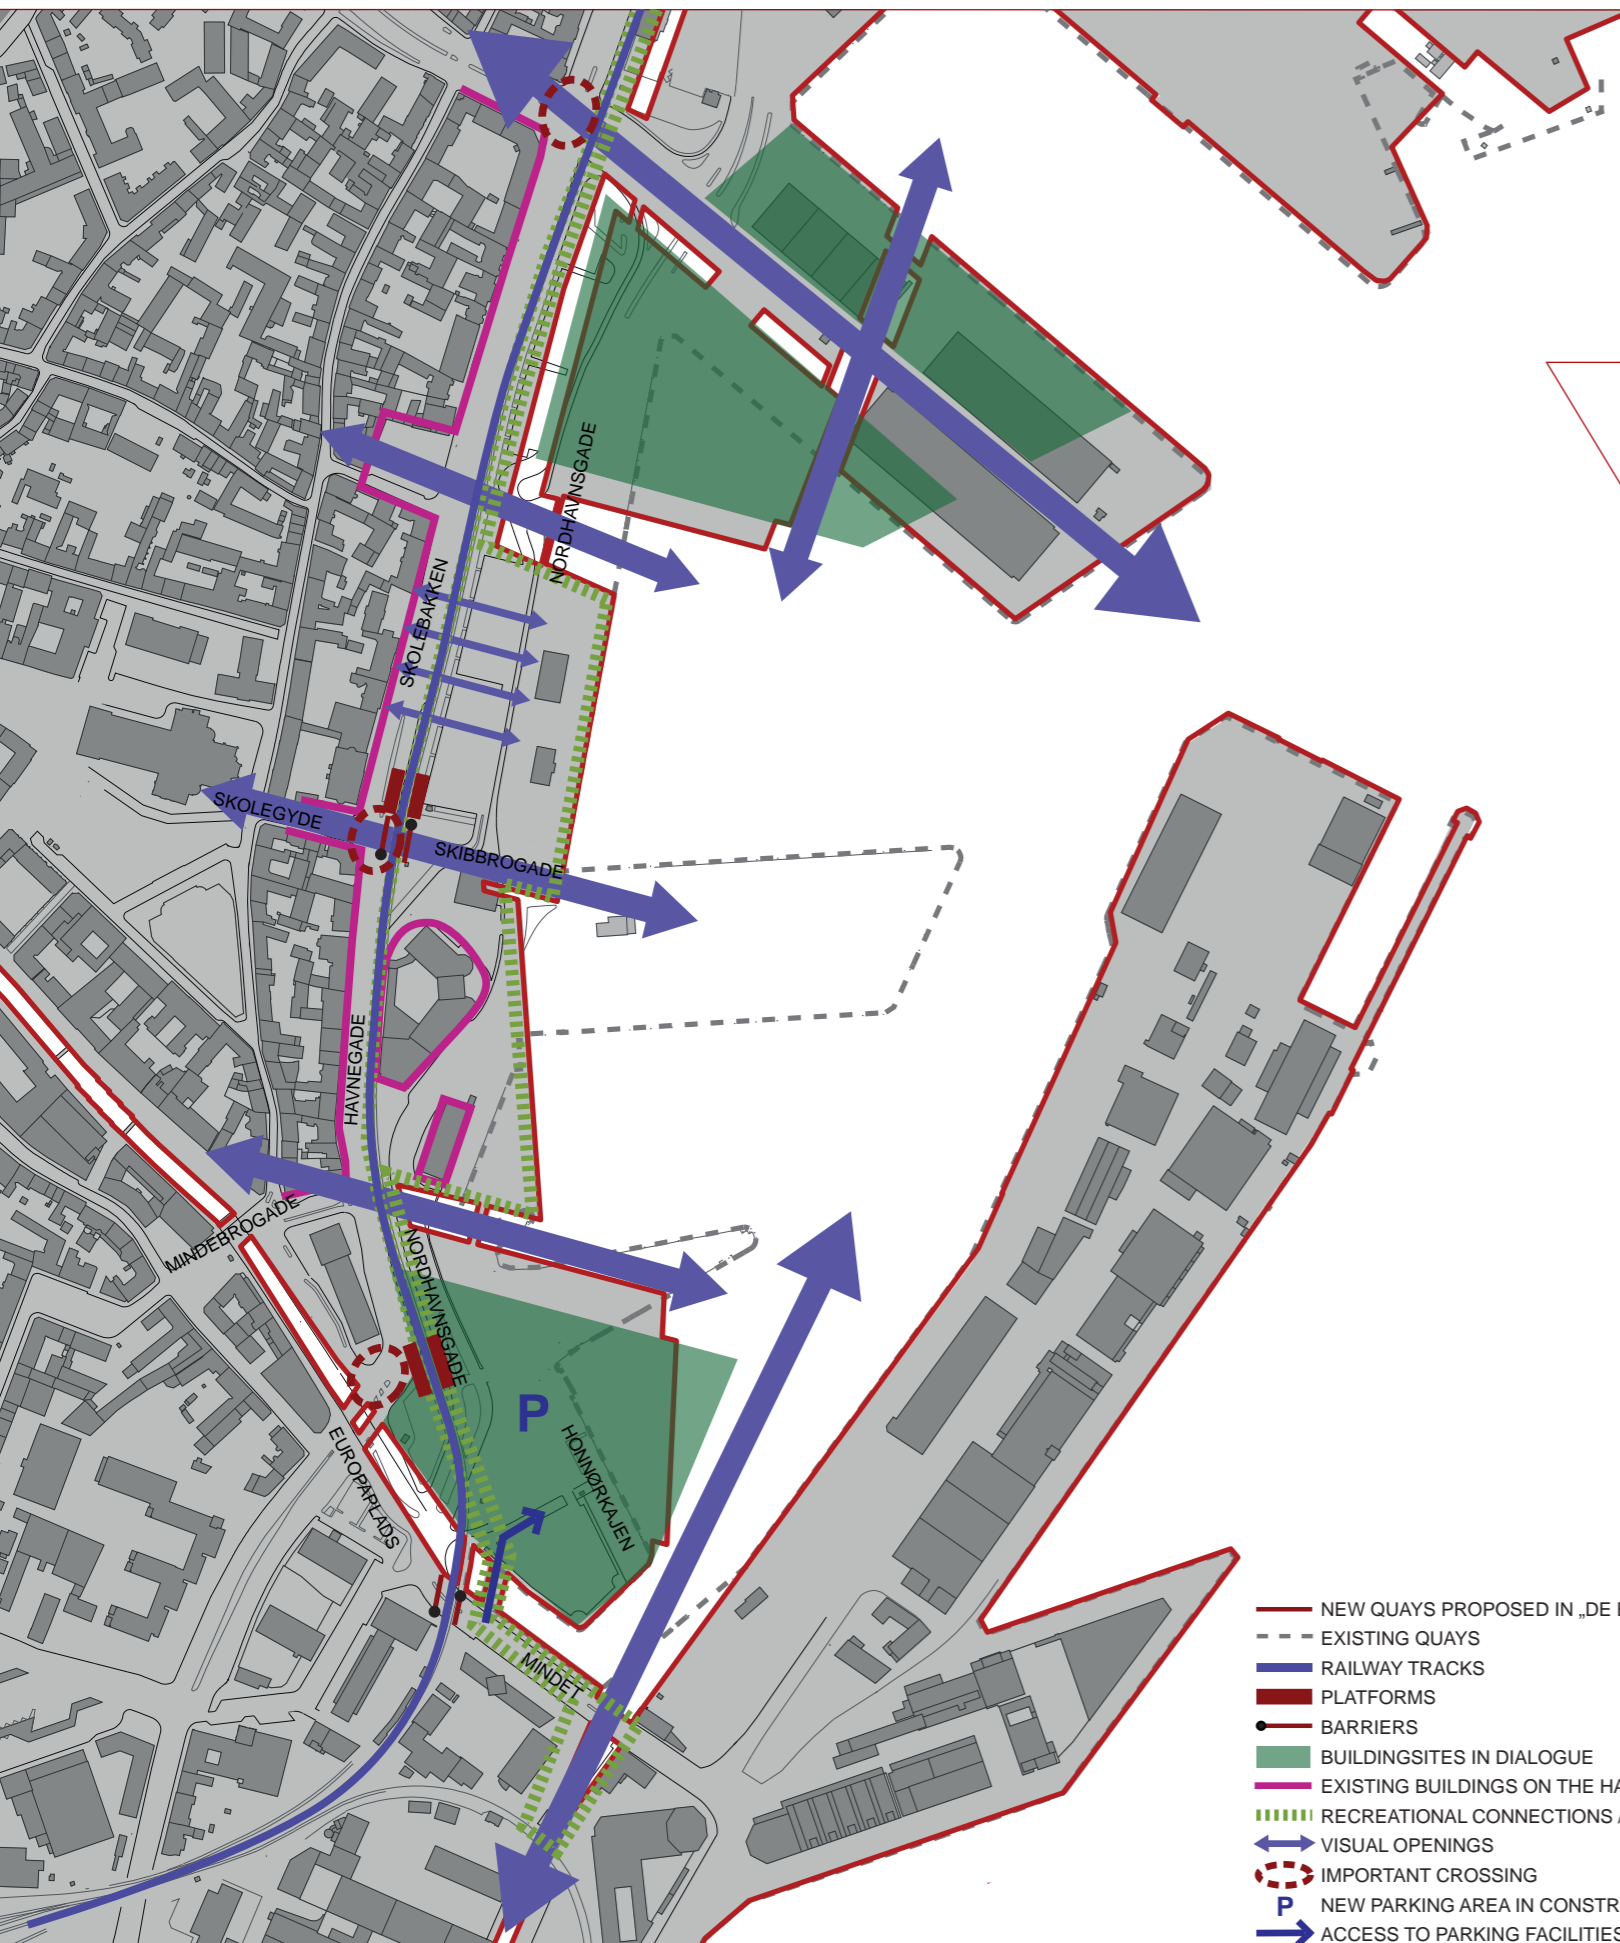 NORDHAVNSGADE
SKOLEBAKKEN
SKOLEGYDE
SKIBBROGADE
HAVNEGADE
MINDEBROGADE
NORDHAVNSGADE
P
HONNØRKAJEN
EUROPAPLADS
MINDET
NEW QUAYS PROPOSED IN „DE
EXISTING QUAYS
RAILWAY TRACKS
PLATFORMS
BARRIERS
BUILDINGSITES IN DIALOGUE
EXISTING BUILDINGS ON THE
RECREATIONAL CONNECTIONS
VISUAL OPENINGS
IMPORTANT CROSSING
P NEW PARKING AREA IN CONSTR
ACCESS TO PARKING FACILITIES